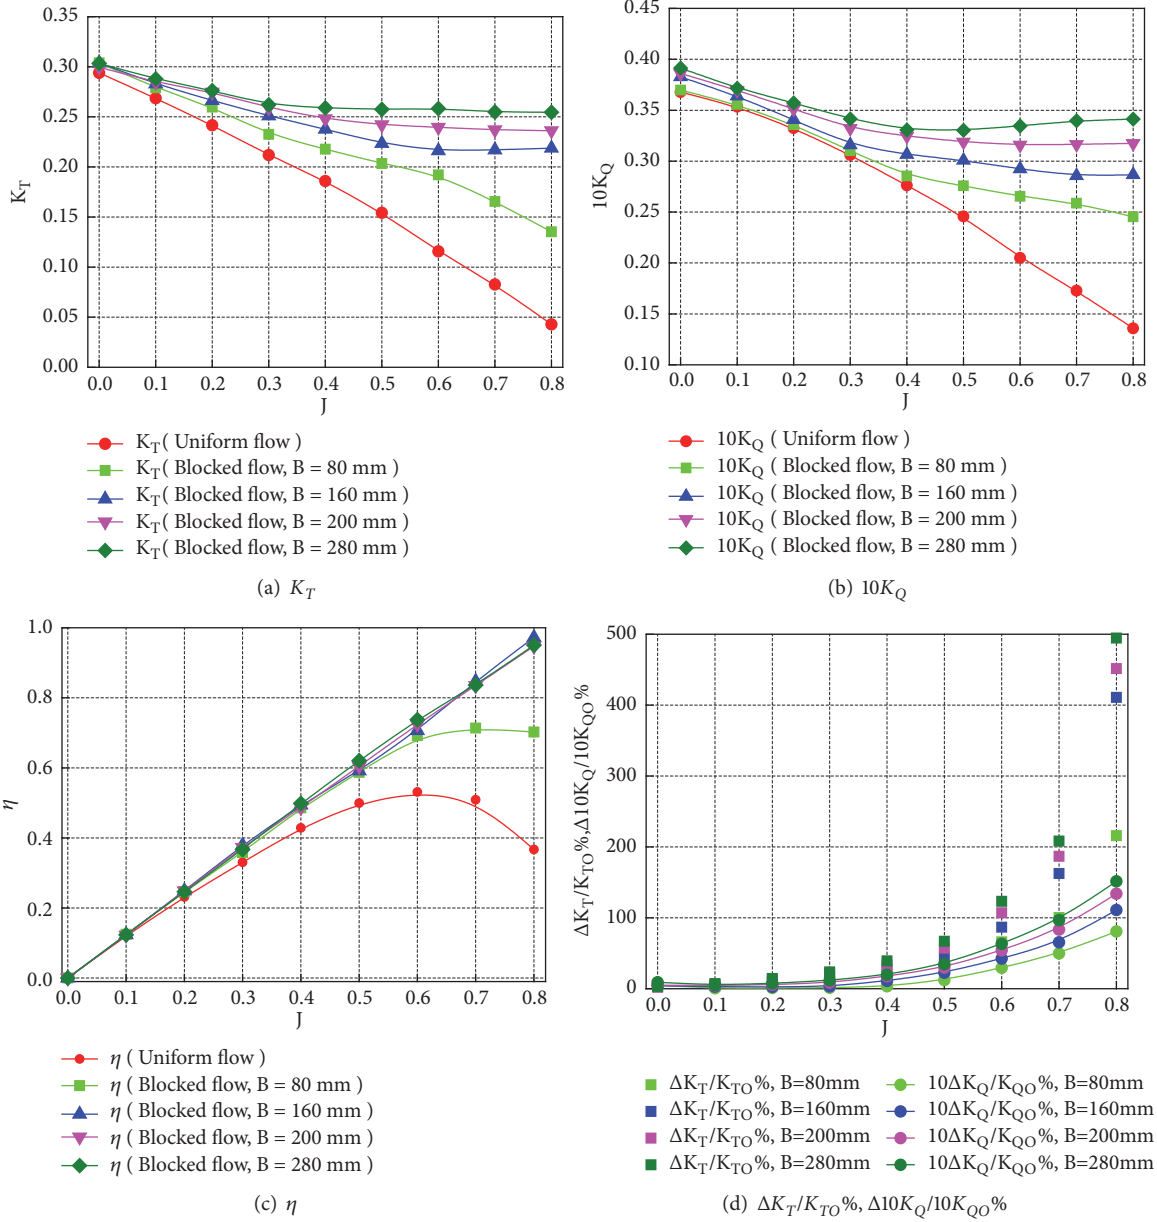 0.35
0.30
0.25
0.20
0.15
0.10
0.05
0.00
K_T
0.0 0.1 0.2 0.3 0.4 0.5 0.6 0.7 0.8
J
K_T ( Uniform flow )
K_T ( Blocked flow, B = 80 mm )
K_T ( Blocked flow, B = 160 mm )
K_T ( Blocked flow, B = 200 mm )
K_T ( Blocked flow, B = 280 mm )
(a) K_T
0.45
0.40
0.35
0.30
0.25
0.20
0.15
0.10
10K_Q
0.0 0.1 0.2 0.3 0.4 0.5 0.6 0.7 0.8
J
10K_Q ( Uniform flow )
10K_Q ( Blocked flow, B = 80 mm )
10K_Q ( Blocked flow, B = 160 mm )
10K_Q ( Blocked flow, B = 200 mm )
10K_Q ( Blocked flow, B = 280 mm )
(b) 10K_Q
1.0
0.8
0.6
0.4
0.2
0.0
η
0.0 0.1 0.2 0.3 0.4 0.5 0.6 0.7 0.8
J
η ( Uniform flow )
η ( Blocked flow, B = 80 mm )
η ( Blocked flow, B = 160 mm )
η ( Blocked flow, B = 200 mm )
η ( Blocked flow, B = 280 mm )
(c) η
500
400
300
200
100
0
ΔK_T/K_TO%,Δ10K_Q/10K_QO%
0.0 0.1 0.2 0.3 0.4 0.5 0.6 0.7 0.8
J
ΔK_T/K_TO%, B=80mm 10ΔK_Q/K_QO%, B=80mm
ΔK_T/K_TO%, B=160mm 10ΔK_Q/K_QO%, B=160mm
ΔK_T/K_TO%, B=200mm 10ΔK_Q/K_QO%, B=200mm
ΔK_T/K_TO%, B=280mm 10ΔK_Q/K_QO%, B=280mm
(d) ΔK_T/K_TO%, Δ10K_Q/10K_QO%